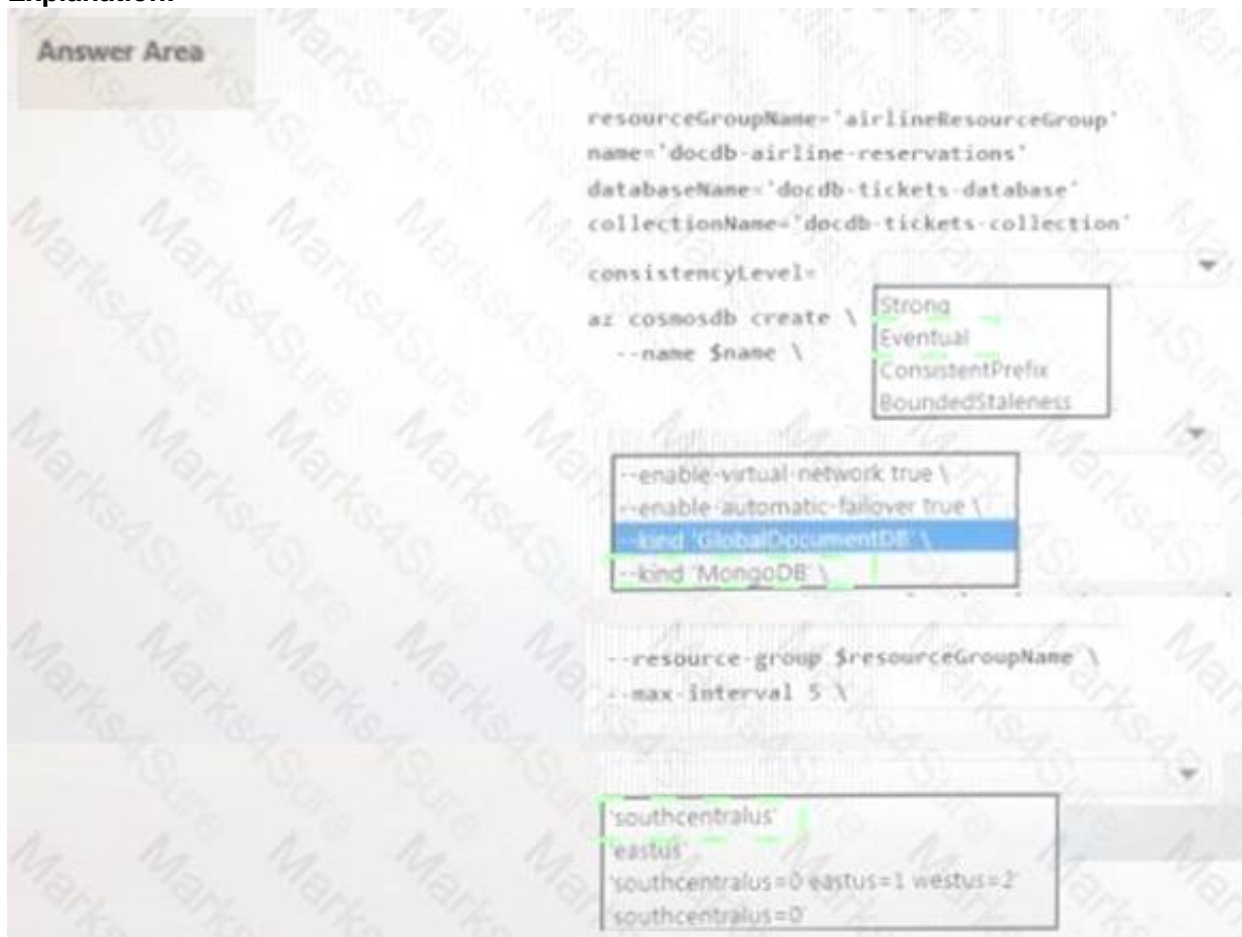 Answer Area
resourceGroupName='airlineResourceGroup'
name='docdb-airline-reservations'
databaseName='docdb-tickets-database'
collectionName='docdb-tickets-collection'
consistencyLevel=
Strong
az cosmosdb create \
Eventual
--name $name \
ConsistentPrefix
BoundedStaleness
--enable-virtual-network true \
--enable-automatic-failover true \
--kind 'GlobalDocumentDB' \
--kind 'MongoDB' \
--resource-group $resourceGroupName \
--max-interval 5 \
'southcentralus'
'eastus'
'southcentralus=0 eastus=1 westus=2'
'southcentralus=0'
Marks4Sure